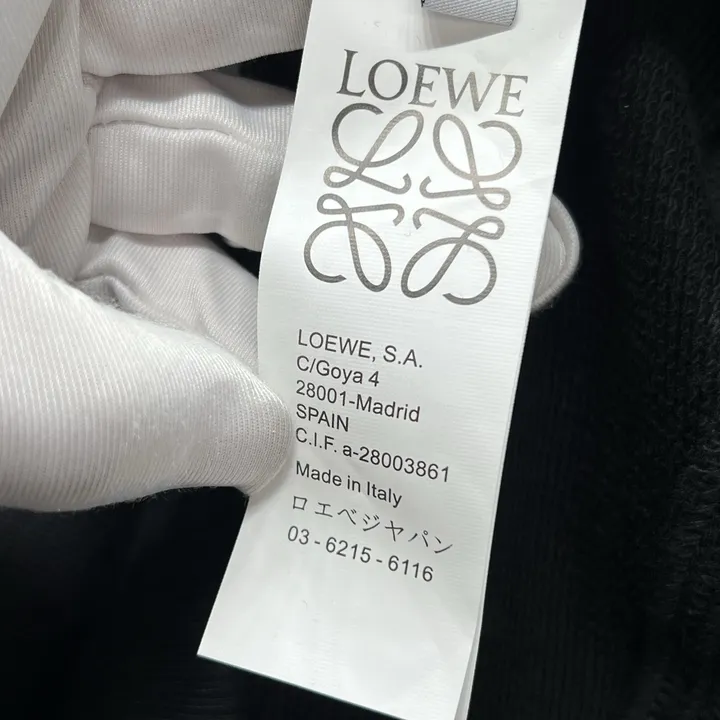 LOEWE
LOEWE, S.A.
C/Goya 4
28001-Madrid
SPAIN
C.I.F. a-28003861
Made in Italy
ロエベジヤパン
03-6215-6116